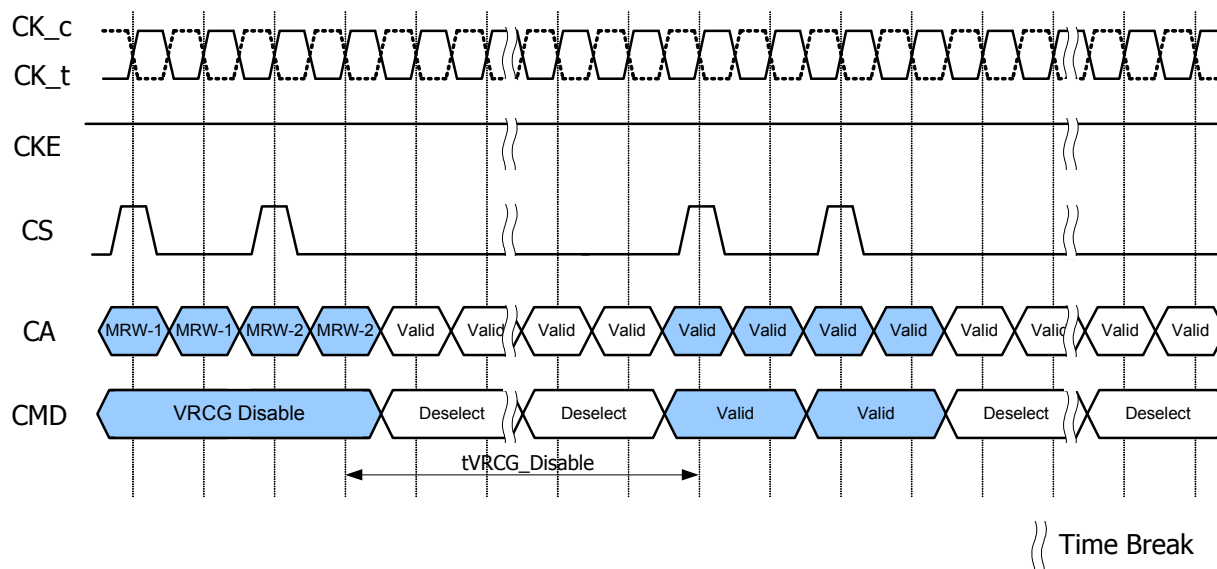 CK_c
CK_t
CKE
CS
CA MRW-1 MRW-1 MRW-2 MRW-2 Valid Valid Valid Valid Valid Valid Valid Valid Valid Valid Valid Valid
CMD VRCG Disable Deselect Deselect Valid Valid Deselect Deselect
tVRCG_Disable
Time Break